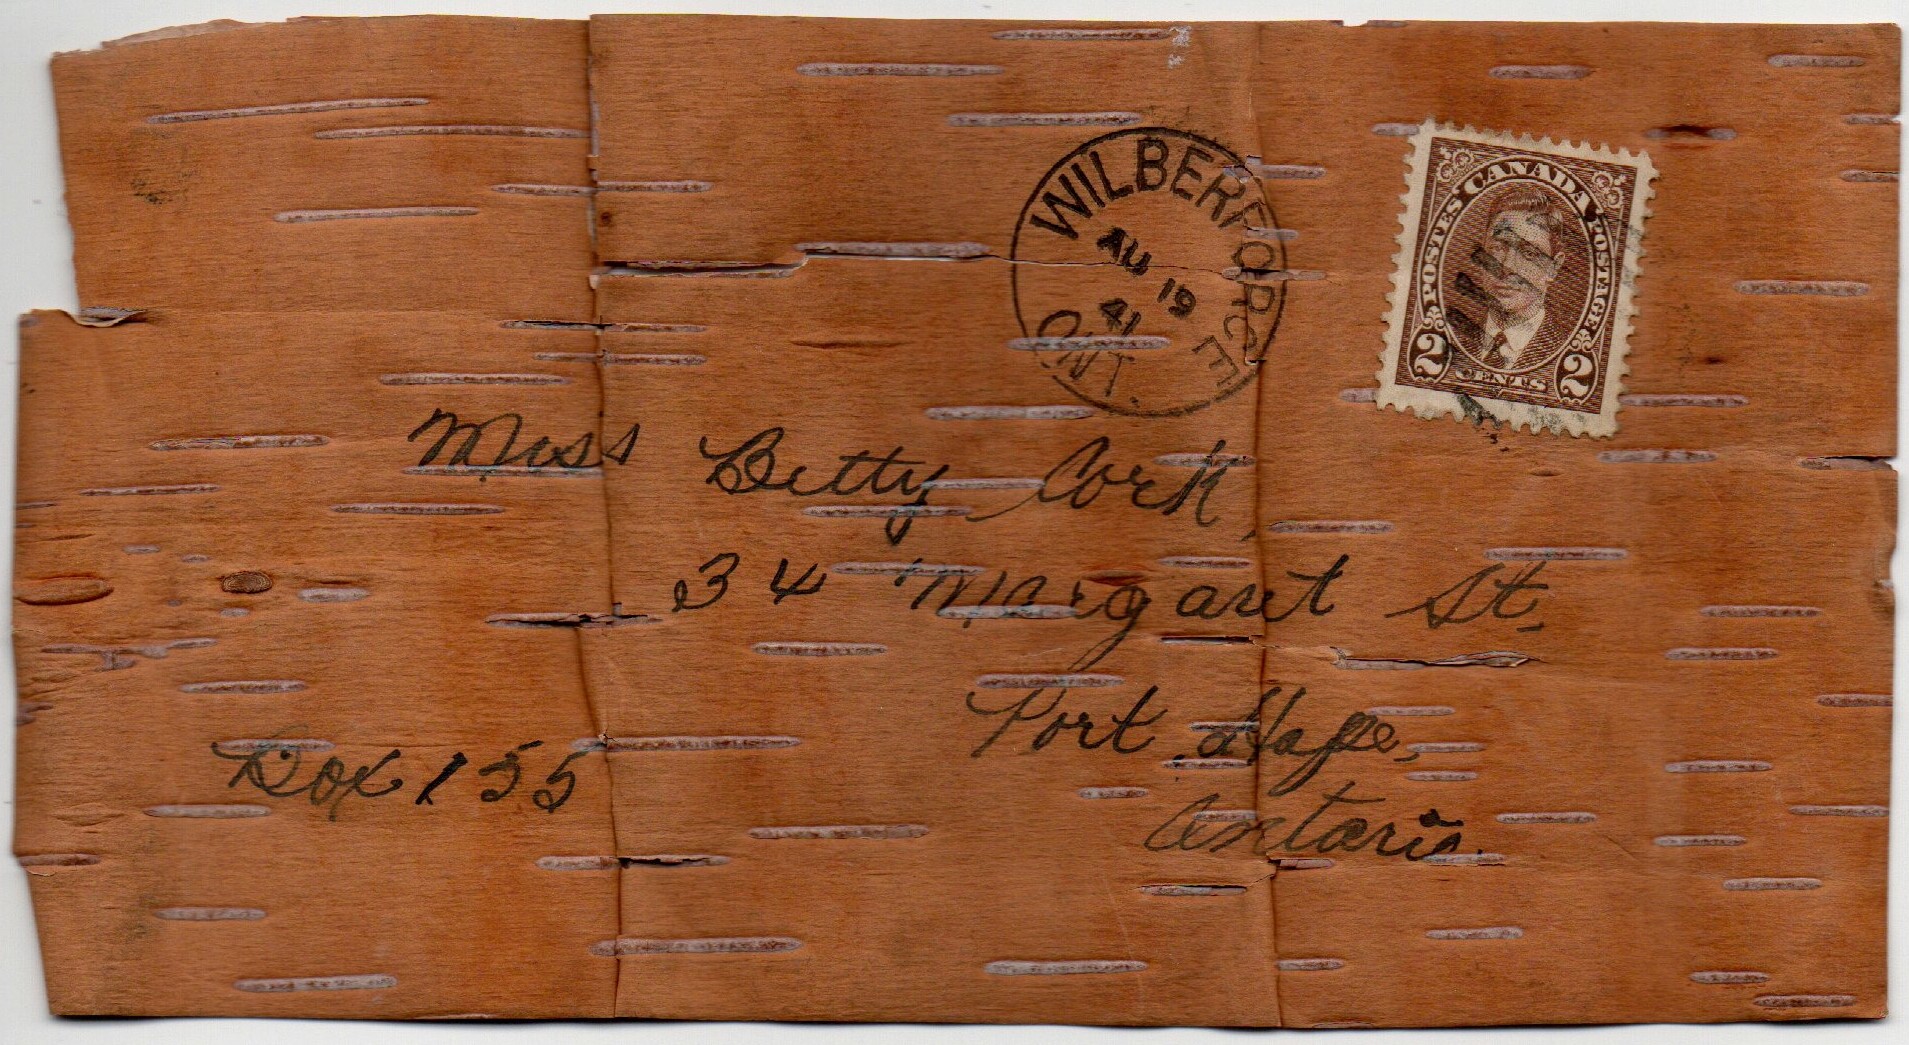 WILBERFORCE
AU 19
41
ONT.
POSTES CANADA POSTAGE
2 CENTS 2
Miss Betty Cork,
34 Margaret St.,
Port Hope,
Box 155
Ontario.